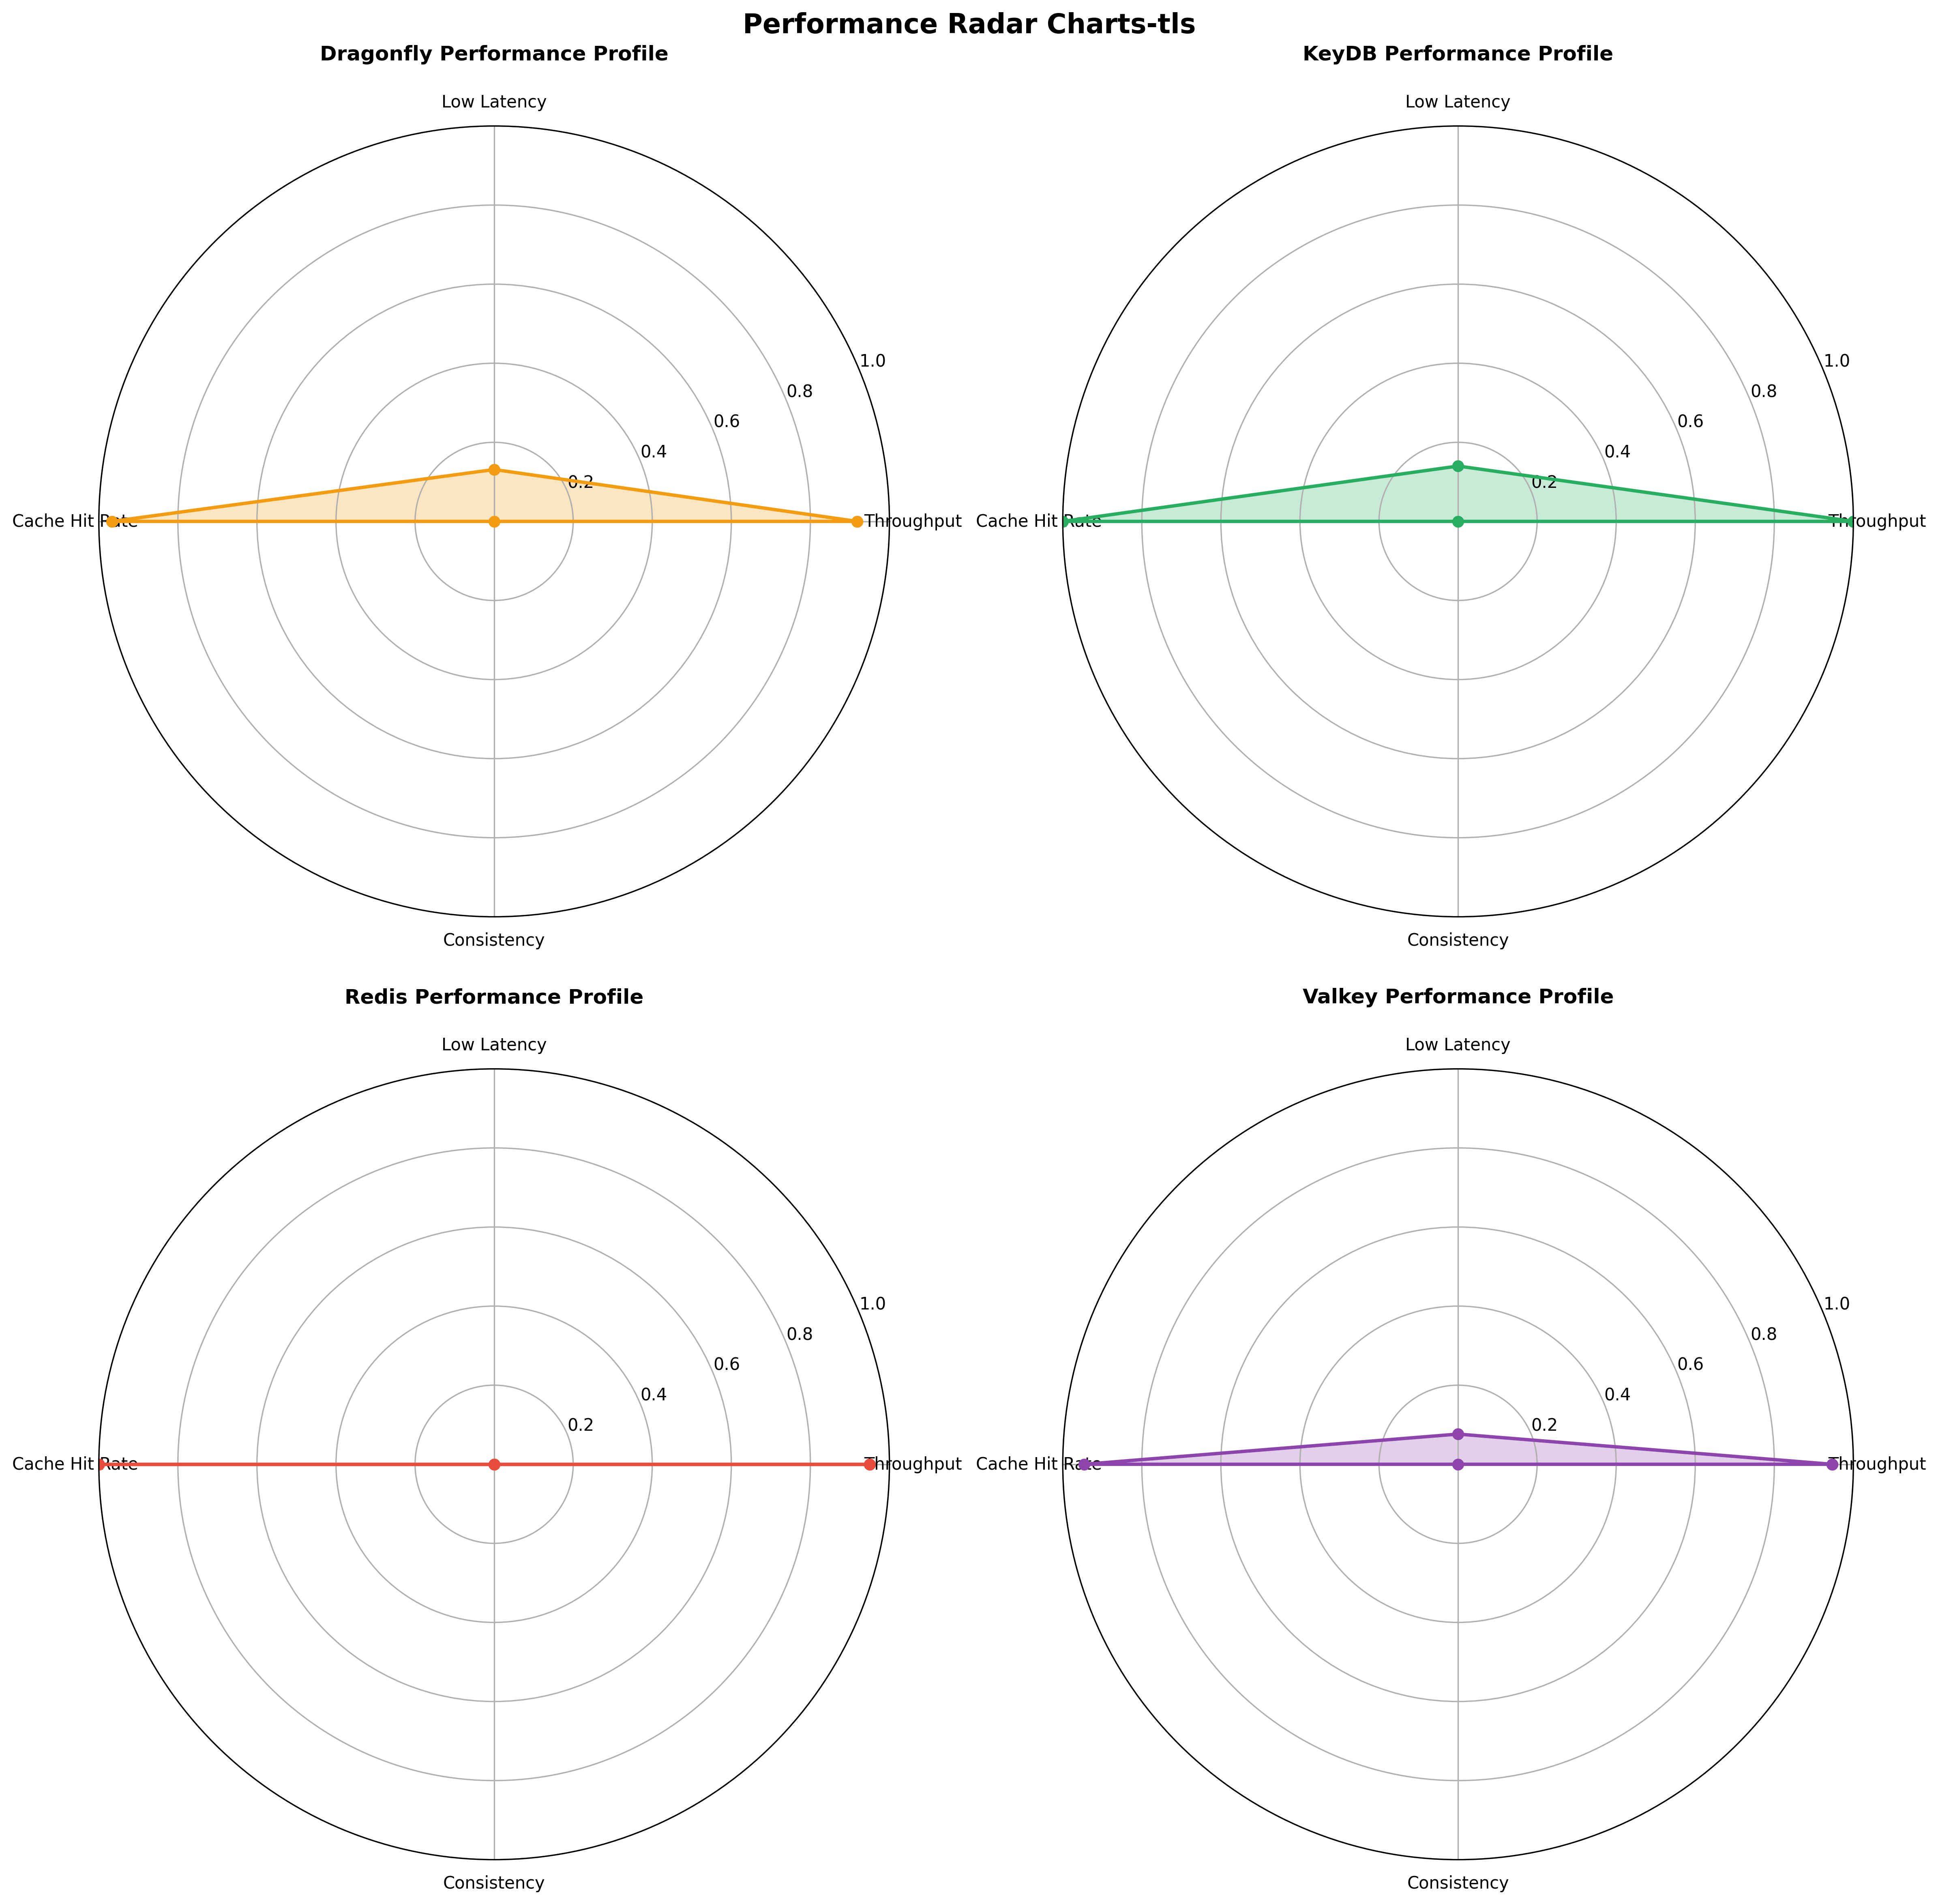 Performance Radar Charts-tls
Dragonfly Performance Profile
Low Latency
1.0
0.8
0.6
0.4
0.2
Cache Hit Rate
Throughput
Consistency
KeyDB Performance Profile
Low Latency
1.0
0.8
0.6
0.4
0.2
Cache Hit Rate
Throughput
Consistency
Redis Performance Profile
Low Latency
1.0
0.8
0.6
0.4
0.2
Cache Hit Rate
Throughput
Consistency
Valkey Performance Profile
Low Latency
1.0
0.8
0.6
0.4
0.2
Cache Hit Rate
Throughput
Consistency